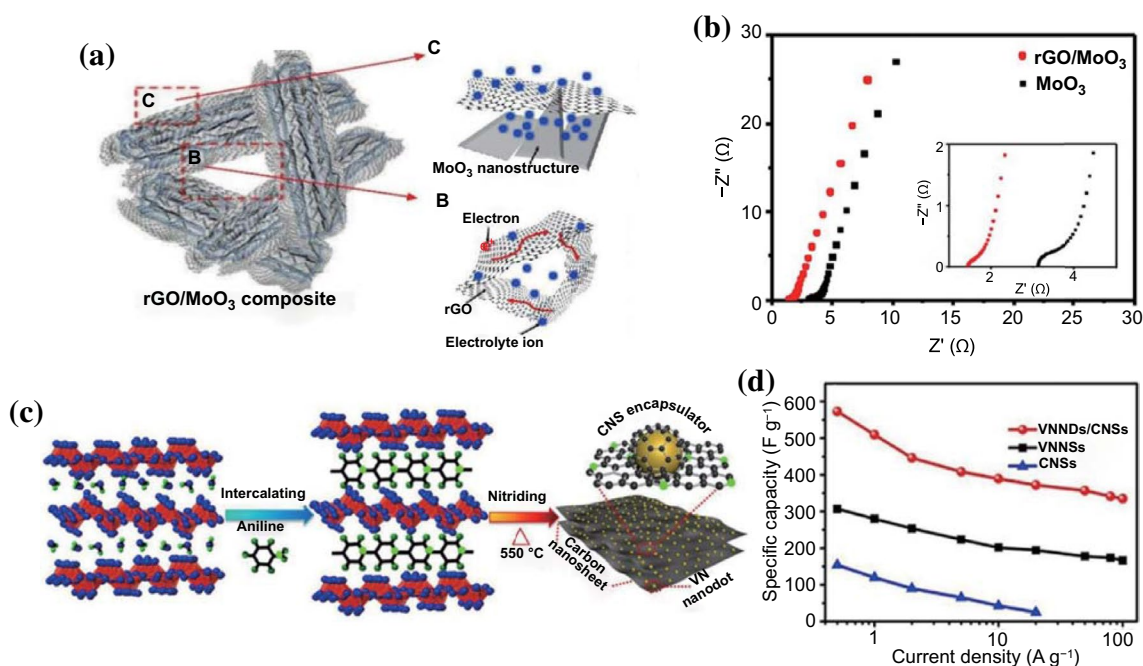 (a)
C
C
B
MoO₃ nanostructure
B
Electron
rGO
Electrolyte ion
rGO/MoO₃ composite
(b)
rGO/MoO₃
MoO₃
30
20
10
0
−Z″ (Ω)
0 5 10 15 20 25 30
Z′ (Ω)
2
1
0
−Z″ (Ω)
2 4
Z′ (Ω)
(c)
Intercalating
Aniline
Nitriding
550 °C
CNS encapsulator
Carbon
nanosheet
VN
nanodot
(d)
VNNDs/CNSs
VNNSs
CNSs
600
500
400
300
200
100
0
Specific capacity (F g⁻¹)
1 10 100
Current density (A g⁻¹)